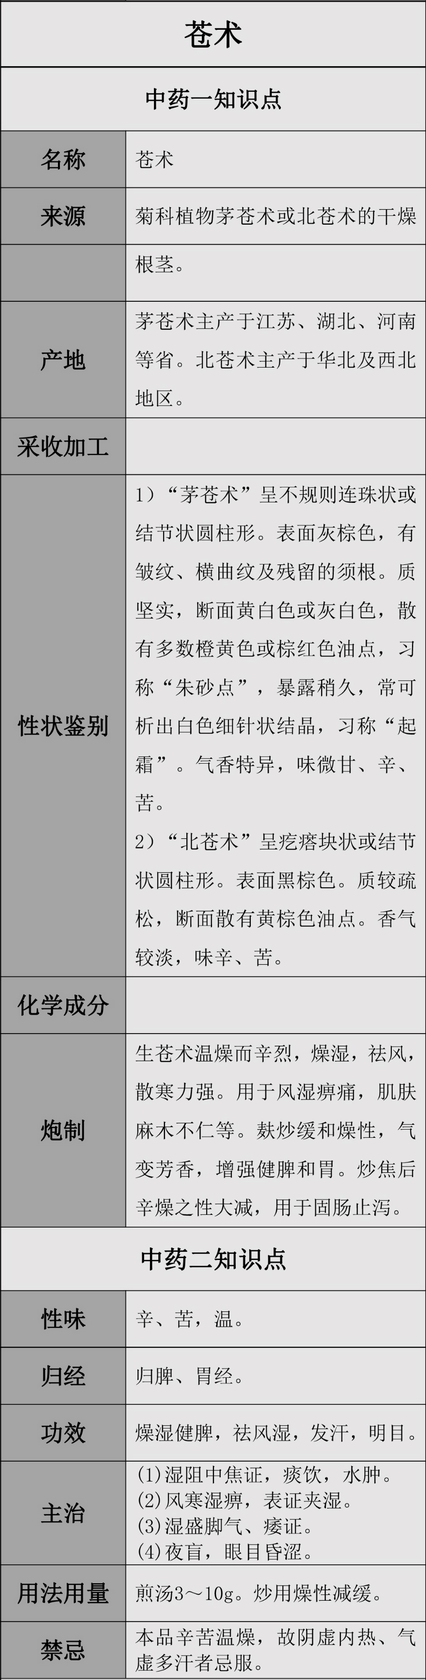 苍术
中药一知识点
名称
苍术
来源
菊科植物茅苍术或北苍术的干燥
根茎。
产地
茅苍术主产于江苏、湖北、河南
等省。北苍术主产于华北及西北
地区。
采收加工
性状鉴别
1）“茅苍术”呈不规则连珠状或
结节状圆柱形。表面灰棕色，有
皱纹、横曲纹及残留的须根。质
坚实，断面黄白色或灰白色，散
有多数橙黄色或棕红色油点，习
称“朱砂点”，暴露稍久，常可
析出白色细针状结晶，习称“起
霜”。气香特异，味微甘、辛、
苦。
2）“北苍术”呈疙瘩块状或结节
状圆柱形。表面黑棕色。质较疏
松，断面散有黄棕色油点。香气
较淡，味辛、苦。
化学成分
炮制
生苍术温燥而辛烈，燥湿，祛风，
散寒力强。用于风湿痹痛，肌肤
麻木不仁等。麸炒缓和燥性，气
变芳香，增强健脾和胃。炒焦后
辛燥之性大减，用于固肠止泻。
中药二知识点
性味
辛、苦，温。
归经
归脾、胃经。
功效
燥湿健脾，祛风湿，发汗，明目。
主治
(1)湿阻中焦证，痰饮，水肿。
(2)风寒湿痹，表证夹湿。
(3)湿盛脚气、痿证。
(4)夜盲，眼目昏涩。
用法用量
煎汤3～10g。炒用燥性减缓。
禁忌
本品辛苦温燥，故阴虚内热、气
虚多汗者忌服。